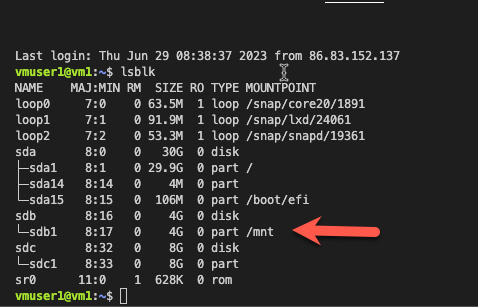 Last login: Thu Jun 29 08:38:37 2023 from 86.83.152.137
vmuser1@vm1:~$ lsblk
NAME    MAJ:MIN RM   SIZE RO TYPE MOUNTPOINT
loop0     7:0    0  63.5M  1 loop /snap/core20/1891
loop1     7:1    0  91.9M  1 loop /snap/lxd/24061
loop2     7:2    0  53.3M  1 loop /snap/snapd/19361
sda       8:0    0    30G  0 disk
├─sda1    8:1    0  29.9G  0 part /
├─sda14   8:14   0     4M  0 part
└─sda15   8:15   0   106M  0 part /boot/efi
sdb       8:16   0     4G  0 disk
└─sdb1    8:17   0     4G  0 part /mnt
sdc       8:32   0     8G  0 disk
└─sdc1    8:33   0     8G  0 part
sr0      11:0    1   628K  0 rom
vmuser1@vm1:~$